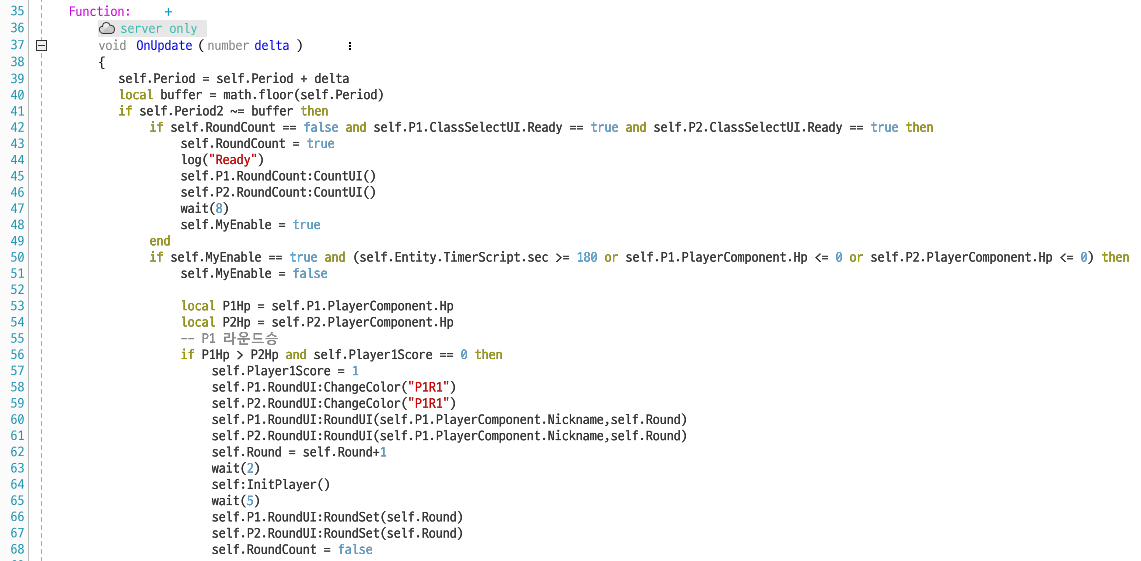 35 Function: +
36 server only
37 void OnUpdate ( number delta )
38 {
39 self.Period = self.Period + delta
40 local buffer = math.floor(self.Period)
41 if self.Period2 ~= buffer then
42 if self.RoundCount == false and self.P1.ClassSelectUI.Ready == true and self.P2.ClassSelectUI.Ready == true then
43 self.RoundCount = true
44 log("Ready")
45 self.P1.RoundCount:CountUI()
46 self.P2.RoundCount:CountUI()
47 wait(8)
48 self.MyEnable = true
49 end
50 if self.MyEnable == true and (self.Entity.TimerScript.sec >= 180 or self.P1.PlayerComponent.Hp <= 0 or self.P2.PlayerComponent.Hp <= 0) then
51 self.MyEnable = false
52
53 local P1Hp = self.P1.PlayerComponent.Hp
54 local P2Hp = self.P2.PlayerComponent.Hp
55 -- P1 라운드승
56 if P1Hp > P2Hp and self.Player1Score == 0 then
57 self.Player1Score = 1
58 self.P1.RoundUI:ChangeColor("P1R1")
59 self.P2.RoundUI:ChangeColor("P1R1")
60 self.P1.RoundUI:RoundUI(self.P1.PlayerComponent.Nickname,self.Round)
61 self.P2.RoundUI:RoundUI(self.P1.PlayerComponent.Nickname,self.Round)
62 self.Round = self.Round+1
63 wait(2)
64 self:InitPlayer()
65 wait(5)
66 self.P1.RoundUI:RoundSet(self.Round)
67 self.P2.RoundUI:RoundSet(self.Round)
68 self.RoundCount = false